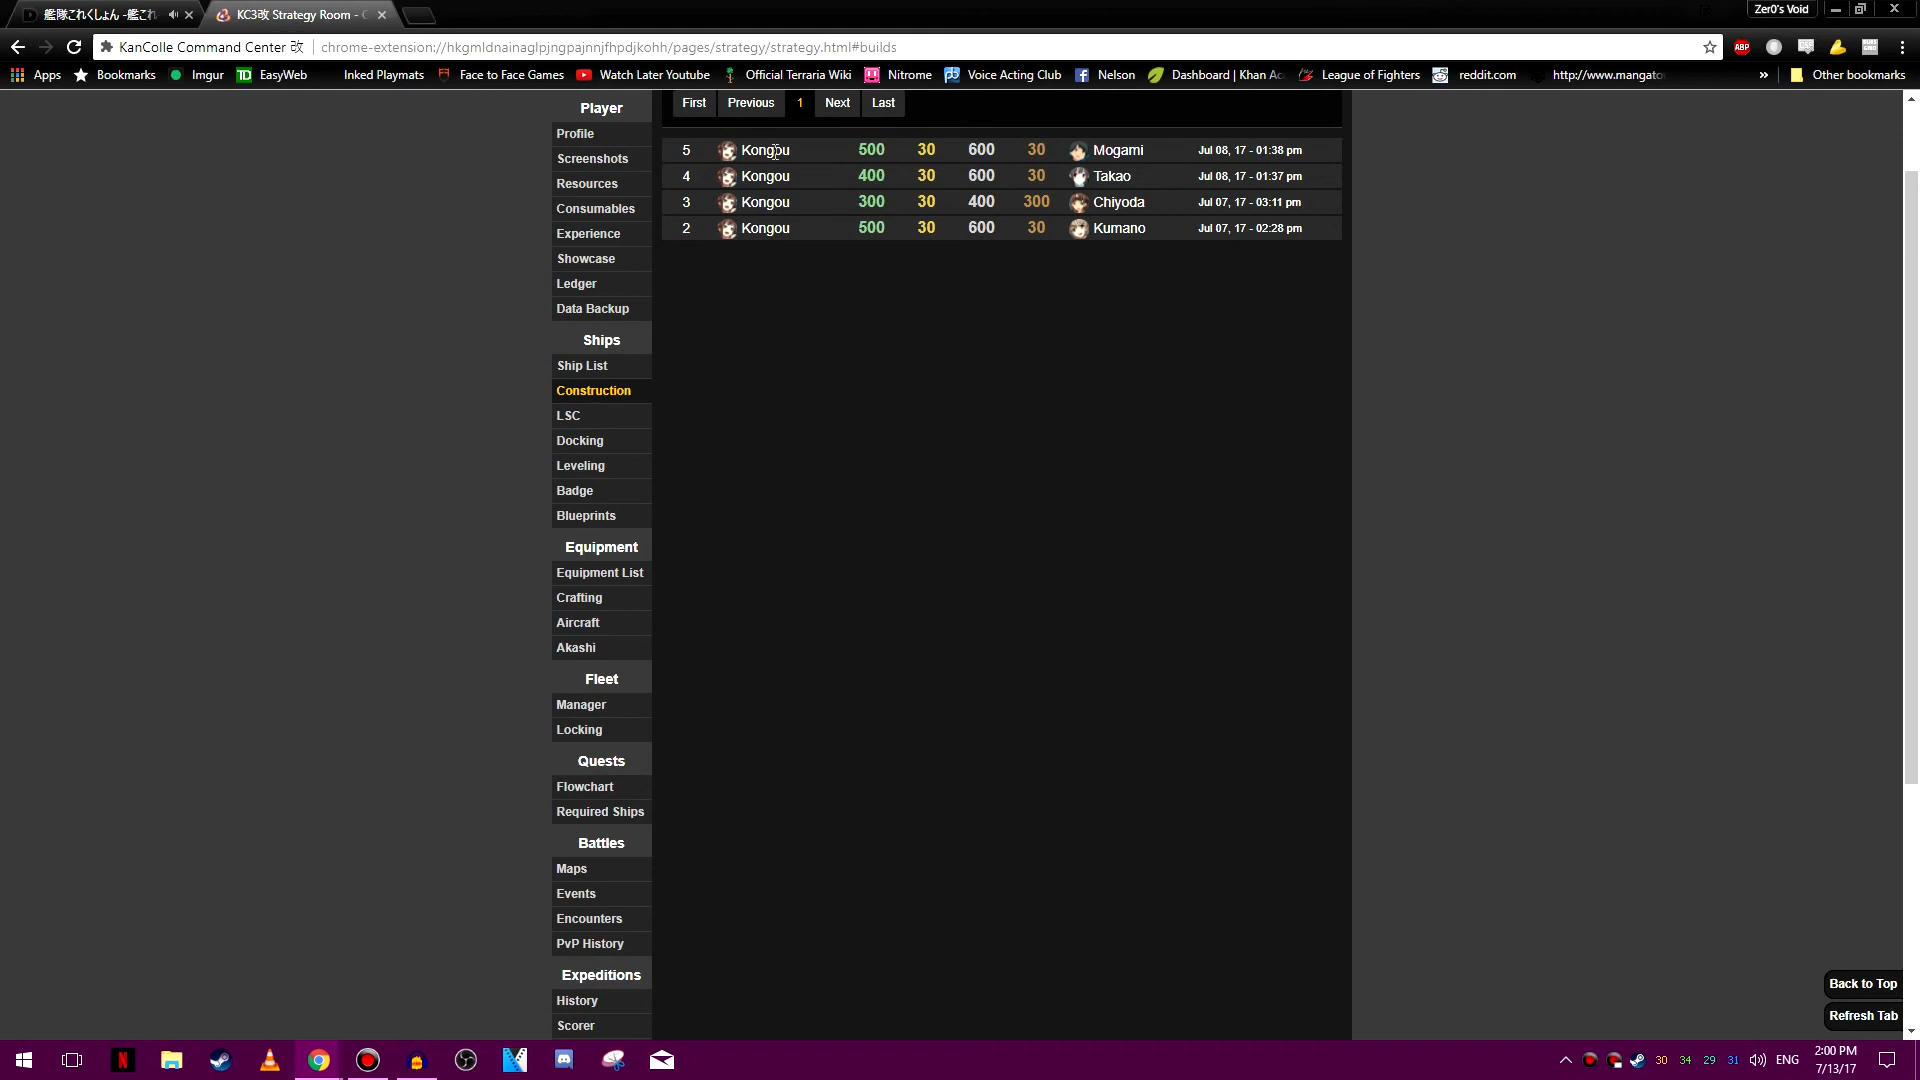 艦隊これくしょん -艦これ
KC3改 Strategy Room - C
Zer0's Void
KanCollе Command Center 改 chrome-extension://hkgmldnainaglpjngpajnnjfhpdjkohh/pages/strategy/strategy.html#builds
ABP
Apps Bookmarks Imgur TD EasyWeb Inked Playmats Face to Face Games Watch Later Youtube Official Terraria Wiki Nitrome Voice Acting Club Nelson Dashboard | Khan Ac League of Fighters reddit.com http://www.mangato » Other bookmarks
First Previous 1 Next Last
5 Kongou 500 30 600 30 Mogami Jul 08, 17 - 01:38 pm
4 Kongou 400 30 600 30 Takao Jul 08, 17 - 01:37 pm
3 Kongou 300 30 400 300 Chiyoda Jul 07, 17 - 03:11 pm
2 Kongou 500 30 600 30 Kumano Jul 07, 17 - 02:28 pm
Player
Profile
Screenshots
Resources
Consumables
Experience
Showcase
Ledger
Data Backup
Ships
Ship List
Construction
LSC
Docking
Leveling
Badge
Blueprints
Equipment
Equipment List
Crafting
Aircraft
Akashi
Fleet
Manager
Locking
Quests
Flowchart
Required Ships
Battles
Maps
Events
Encounters
PvP History
Expeditions
History
Scorer
Back to Top
Refresh Tab
30 34 29 31 ENG
2:00 PM
7/13/17